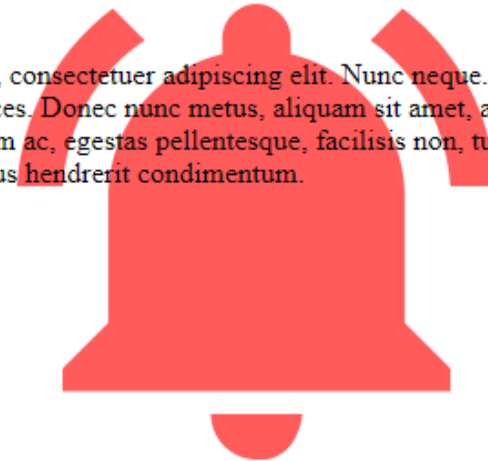 , consectetuer adipiscing elit. Nunc neque.
es. Donec nunc metus, aliquam sit amet, a
m ac, egestas pellentesque, facilisis non, tu
us hendrerit condimentum.